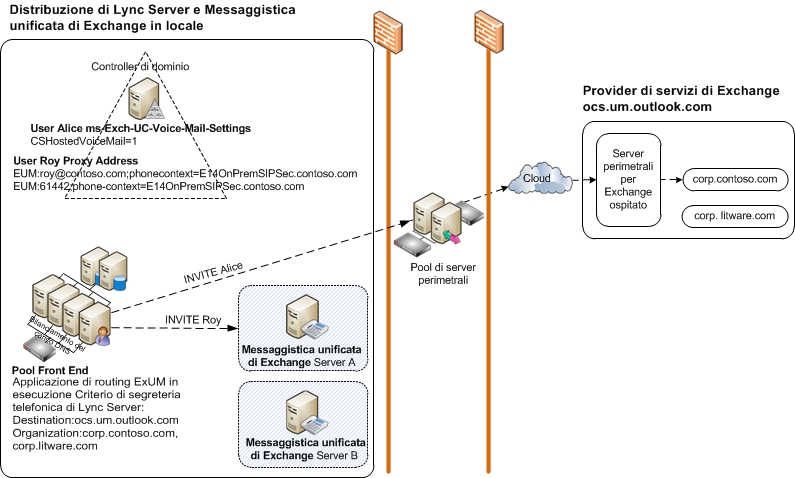 Distribuzione di Lync Server e Messaggistica
unificata di Exchange in locale
Controller di dominio
User Alice ms-Exch-UC-Voice-Mail-Settings
CSHostedVoiceMail=1
User Roy Proxy Address
EUM:roy@contoso.com;phonecontext=E14OnPremSIPSec.contoso.com
EUM:61442;phone-context=E14OnPremSIPSec.contoso.com
Provider di servizi di Exchange
ocs.um.outlook.com
Server
perimetrali
per
Exchange
ospitato
corp.contoso.com
corp. litware.com
Cloud
Pool di server
perimetrali
INVITE Alice
INVITE Roy
Bilanciamento del
carico DNS
Messaggistica unificata
di Exchange Server A
Messaggistica unificata
di Exchange Server B
Pool Front End
Applicazione di routing ExUM in
esecuzione Criterio di segreteria
telefonica di Lync Server:
Destination:ocs.um.outlook.com
Organization:corp.contoso.com,
corp.litware.com